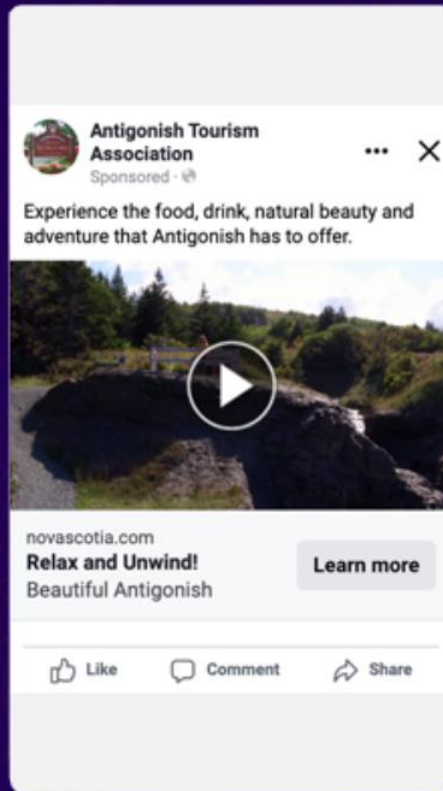 Antigonish Tourism
Association
Sponsored ·
Experience the food, drink, natural beauty and
adventure that Antigonish has to offer.
novascotia.com
Relax and Unwind!
Beautiful Antigonish
Learn more
Like
Comment
Share